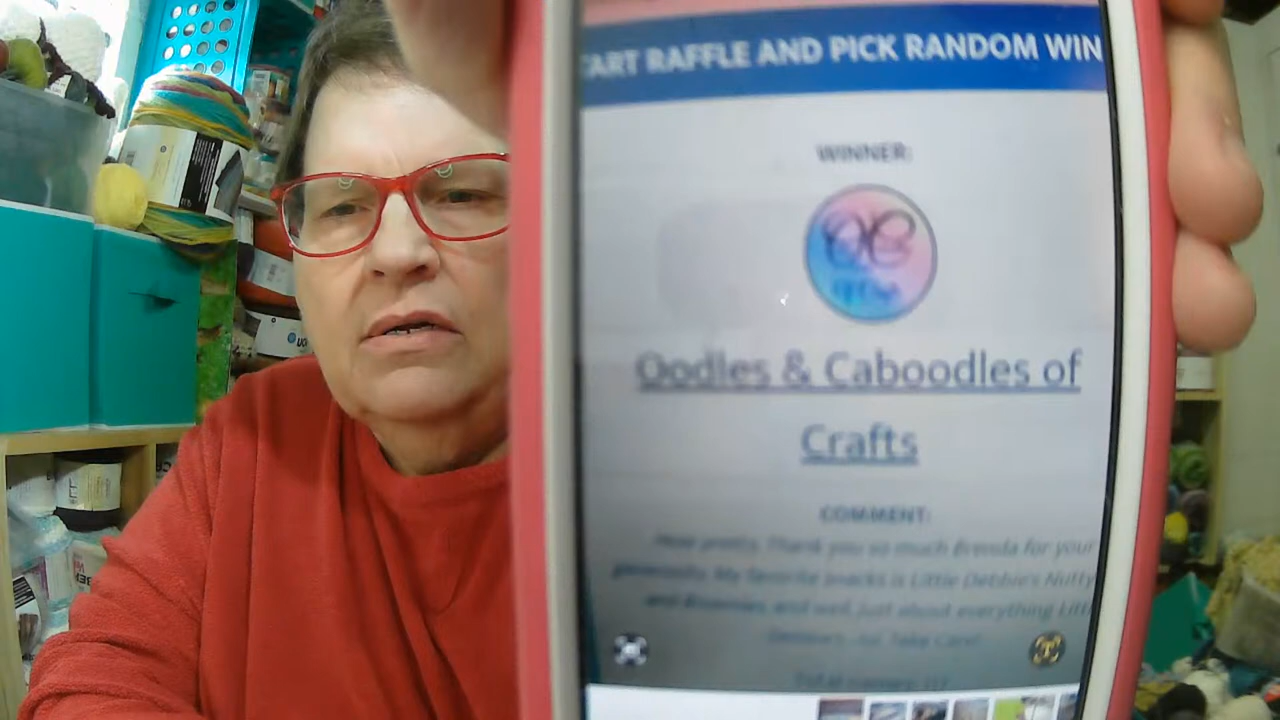 TART RAFFLE AND PICK RANDOM WIN
WINNER:
OC
Oodles & Caboodles of
Crafts
COMMENT:
How pretty. Thank you so much Brenda for your
generosity. My favorite snacks is Little Debbie's Nutty
and Brownies and well just about everything Little
Debbie's Take Care!